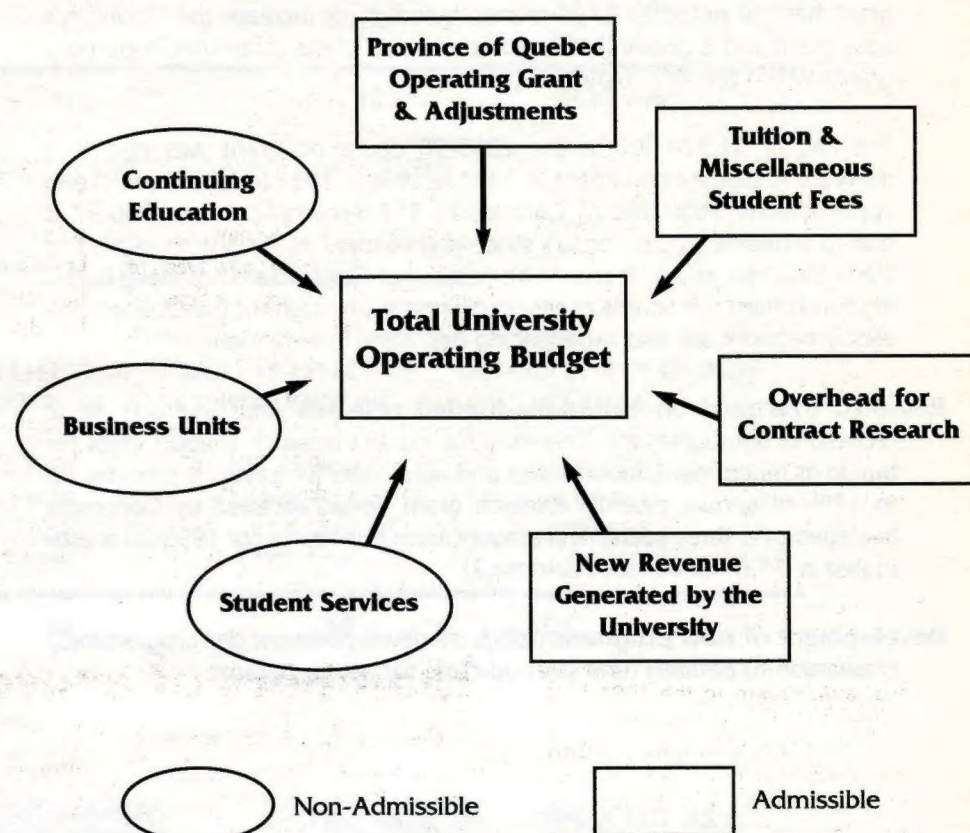 Province of Quebec
Operating Grant
& Adjustments
Tuition &
Miscellaneous
Student Fees
Continuing
Education
Total University
Operating Budget
Business Units
Overhead for
Contract Research
Student Services
New Revenue
Generated by the
University
Non-Admissible
Admissible